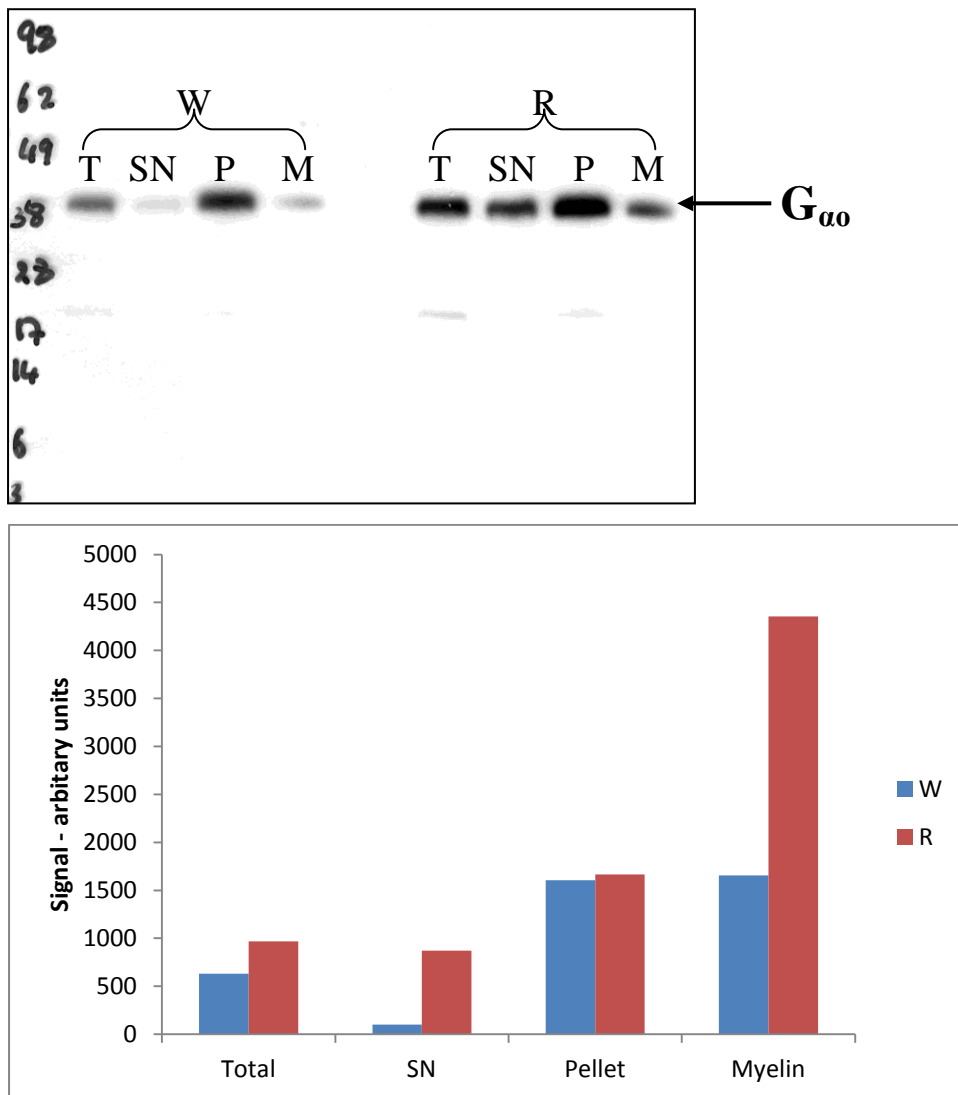 98
62
W
R
49
T SN P M
T SN P M
38
Gαo
28
17
14
6
3
5000
4500
4000
3500
3000
2500
2000
1500
1000
500
0
Signal - arbitary units
Total SN Pellet Myelin
W
R